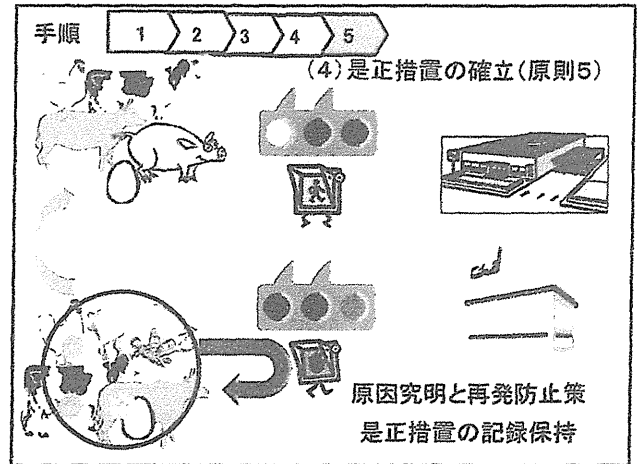 手順 1 2 3 4 5
(4)是正措置の確立(原則5)
原因究明と再発防止策
是正措置の記録保持